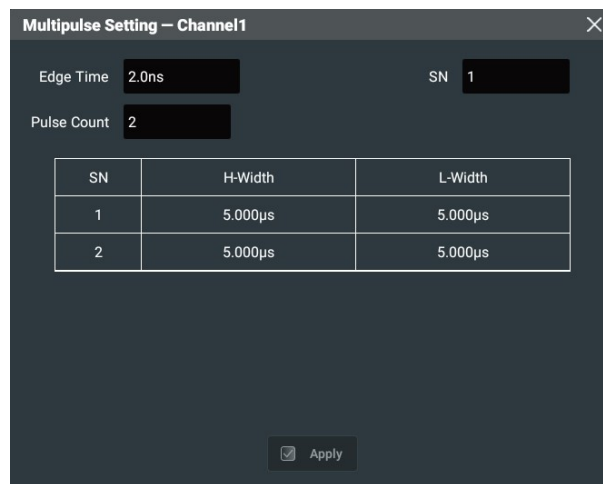 Multipulse Setting – Channel1
Edge Time 2.0ns SN 1
Pulse Count 2
SN H-Width L-Width
1 5.000µs 5.000µs
2 5.000µs 5.000µs
Apply